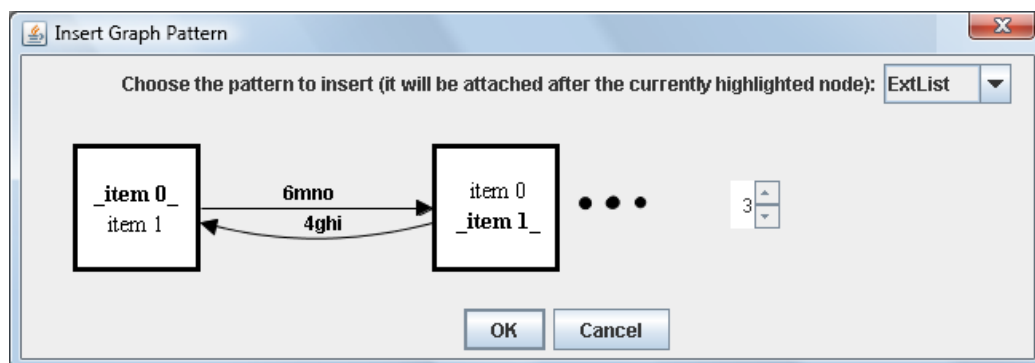 Insert Graph Pattern
Choose the pattern to insert (it will be attached after the currently highlighted node): ExtList
_item 0_
item 1
6mno
4ghi
item 0
_item 1_
3
OK
Cancel